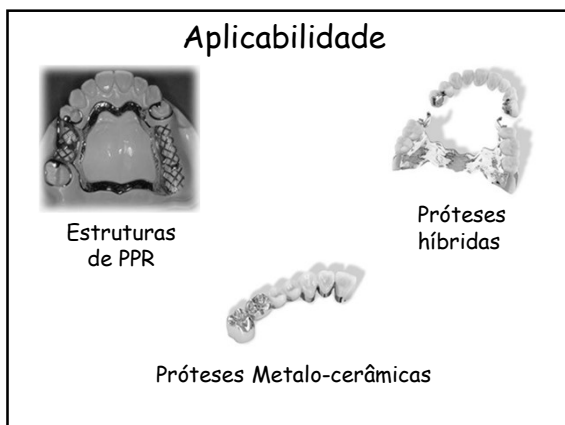 Aplicabilidade
Estruturas
de PPR
Próteses
híbridas
Próteses Metalo-cerâmicas